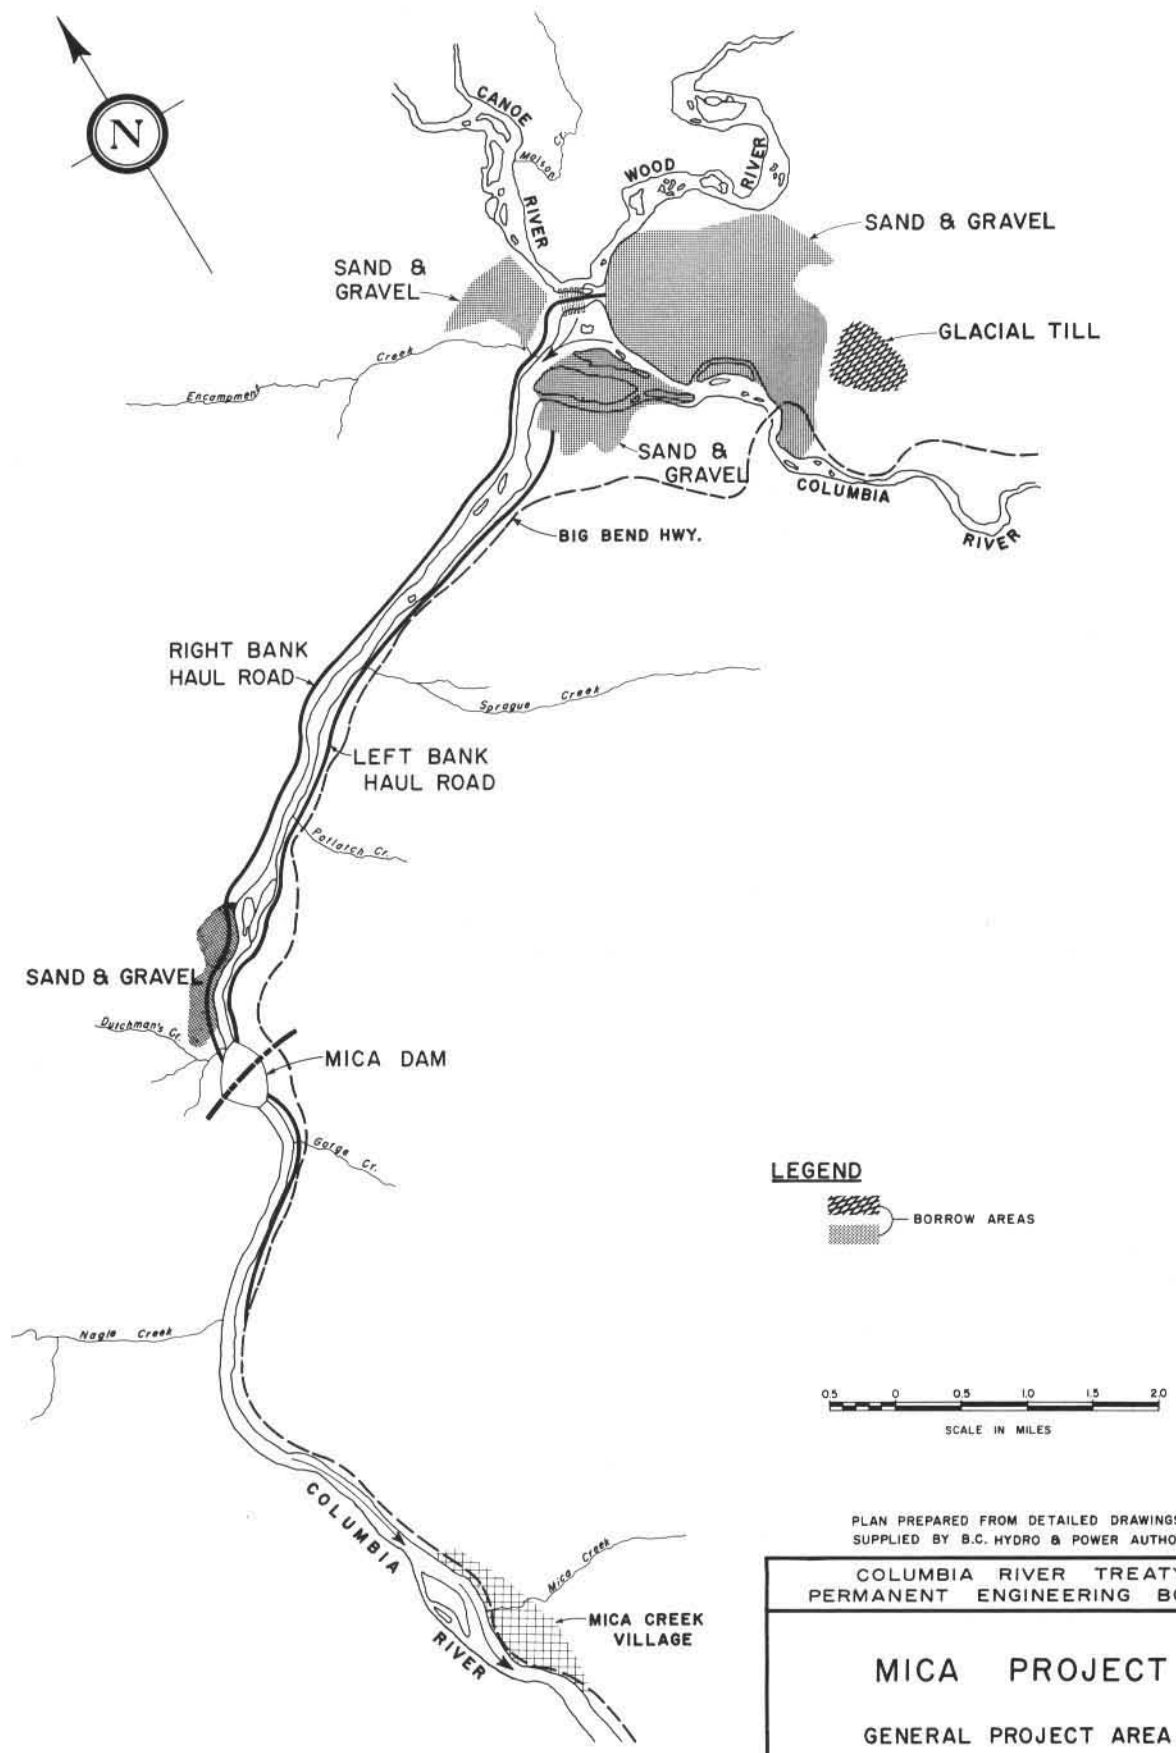 N
CANOE
RIVER
Molson Cr.
WOOD
RIVER
SAND & GRAVEL
SAND &
GRAVEL
GLACIAL TILL
Encampment Creek
SAND &
GRAVEL
COLUMBIA
RIVER
BIG BEND HWY.
RIGHT BANK
HAUL ROAD
Sprague Creek
LEFT BANK
HAUL ROAD
Potlatch Cr.
SAND & GRAVEL
Dutchman's Cr.
MICA DAM
Gorge Cr.
LEGEND
BORROW AREAS
Nagle Creek
0.5 0 0.5 1.0 1.5 2.0
SCALE IN MILES
COLUMBIA
RIVER
Mica Creek
MICA CREEK
VILLAGE
PLAN PREPARED FROM DETAILED DRAWINGS
SUPPLIED BY B.C. HYDRO & POWER AUTHO
COLUMBIA RIVER TREATY
PERMANENT ENGINEERING BO
MICA PROJECT
GENERAL PROJECT AREA